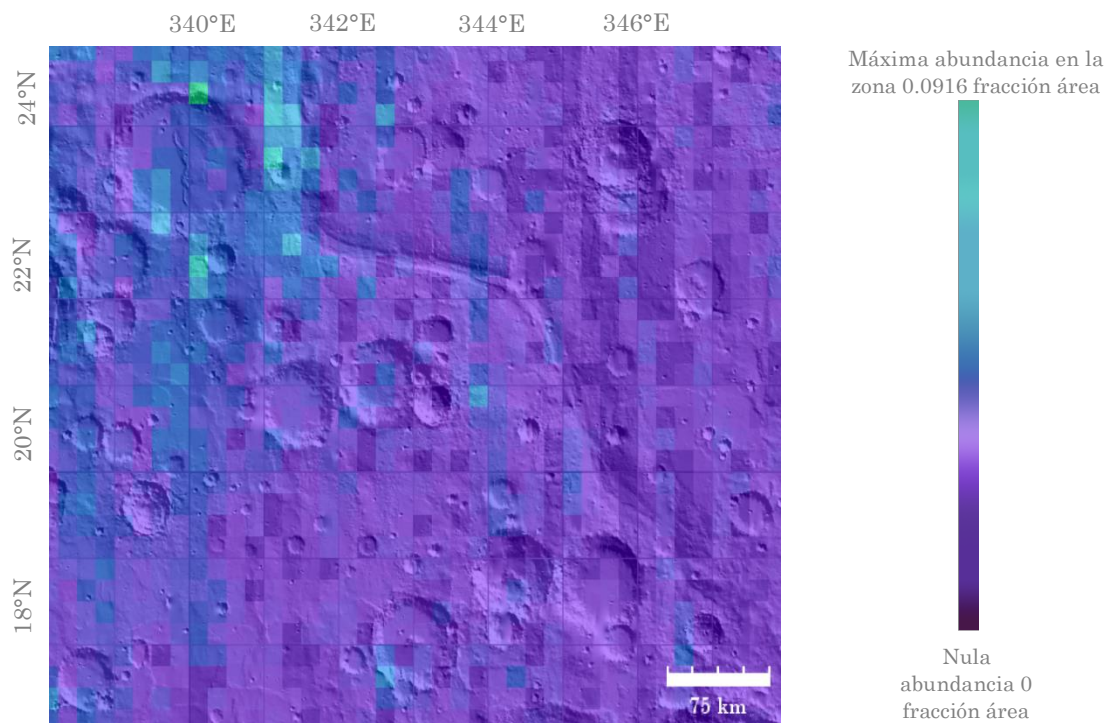 340°E 342°E 344°E 346°E
24°N
22°N
20°N
18°N
75 km
Máxima abundancia en la
zona 0.0916 fracción área
Nula
abundancia 0
fracción área